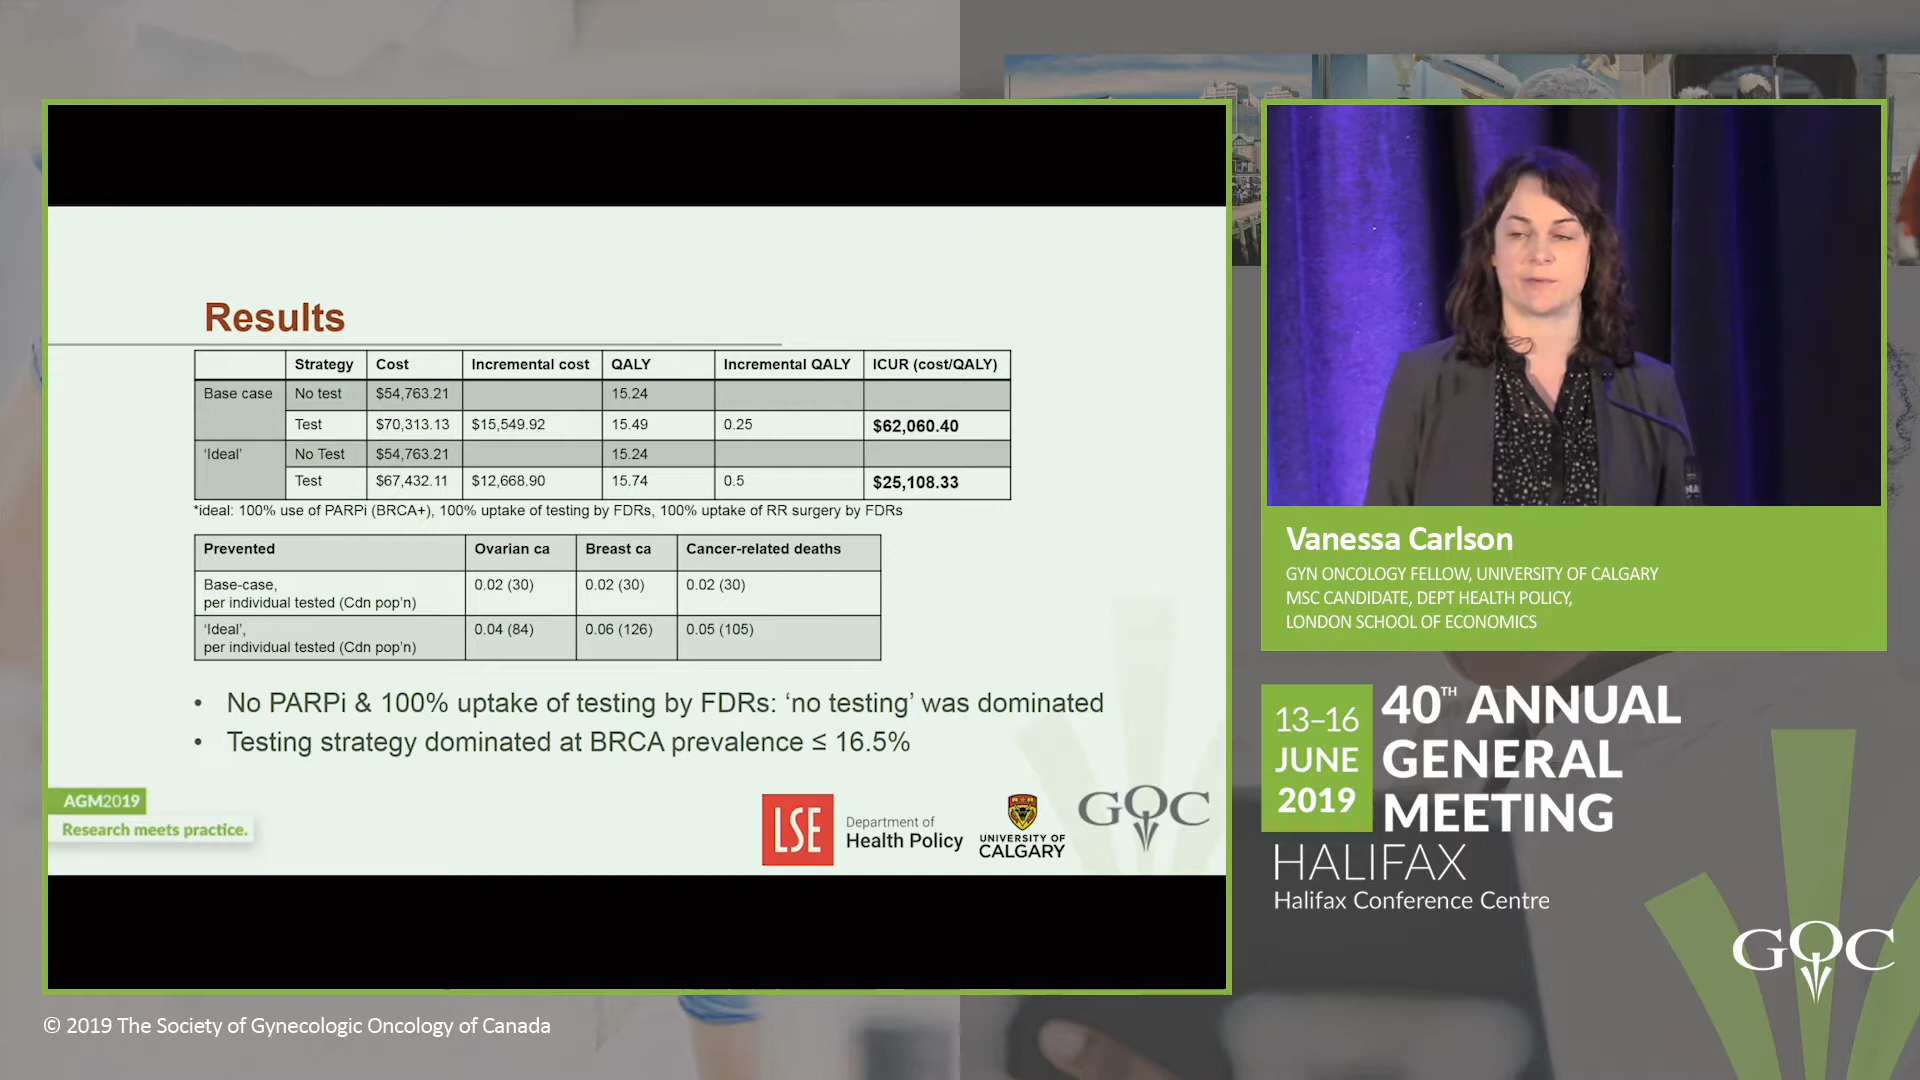 Results
Strategy Cost Incremental cost QALY Incremental QALY ICUR (cost/QALY)
Base case No test $54,763.21 15.24
Test $70,313.13 $15,549.92 15.49 0.25 $62,060.40
‘Ideal’ No Test $54,763.21 15.24
Test $67,432.11 $12,668.90 15.74 0.5 $25,108.33
*ideal: 100% use of PARPi (BRCA+), 100% uptake of testing by FDRs, 100% uptake of RR surgery by FDRs
Prevented Ovarian ca Breast ca Cancer-related deaths
Base-case,
per individual tested (Cdn pop’n) 0.02 (30) 0.02 (30) 0.02 (30)
‘Ideal’,
per individual tested (Cdn pop’n) 0.04 (84) 0.06 (126) 0.05 (105)
• No PARPi & 100% uptake of testing by FDRs: ‘no testing’ was dominated
• Testing strategy dominated at BRCA prevalence ≤ 16.5%
AGM2019
Research meets practice.
LSE
Department of
Health Policy
UNIVERSITY OF
CALGARY
GOC
Vanessa Carlson
GYN ONCOLOGY FELLOW, UNIVERSITY OF CALGARY
MSC CANDIDATE, DEPT HEALTH POLICY,
LONDON SCHOOL OF ECONOMICS
13–16
JUNE
2019
40TH ANNUAL
GENERAL
MEETING
HALIFAX
Halifax Conference Centre
GOC
© 2019 The Society of Gynecologic Oncology of Canada